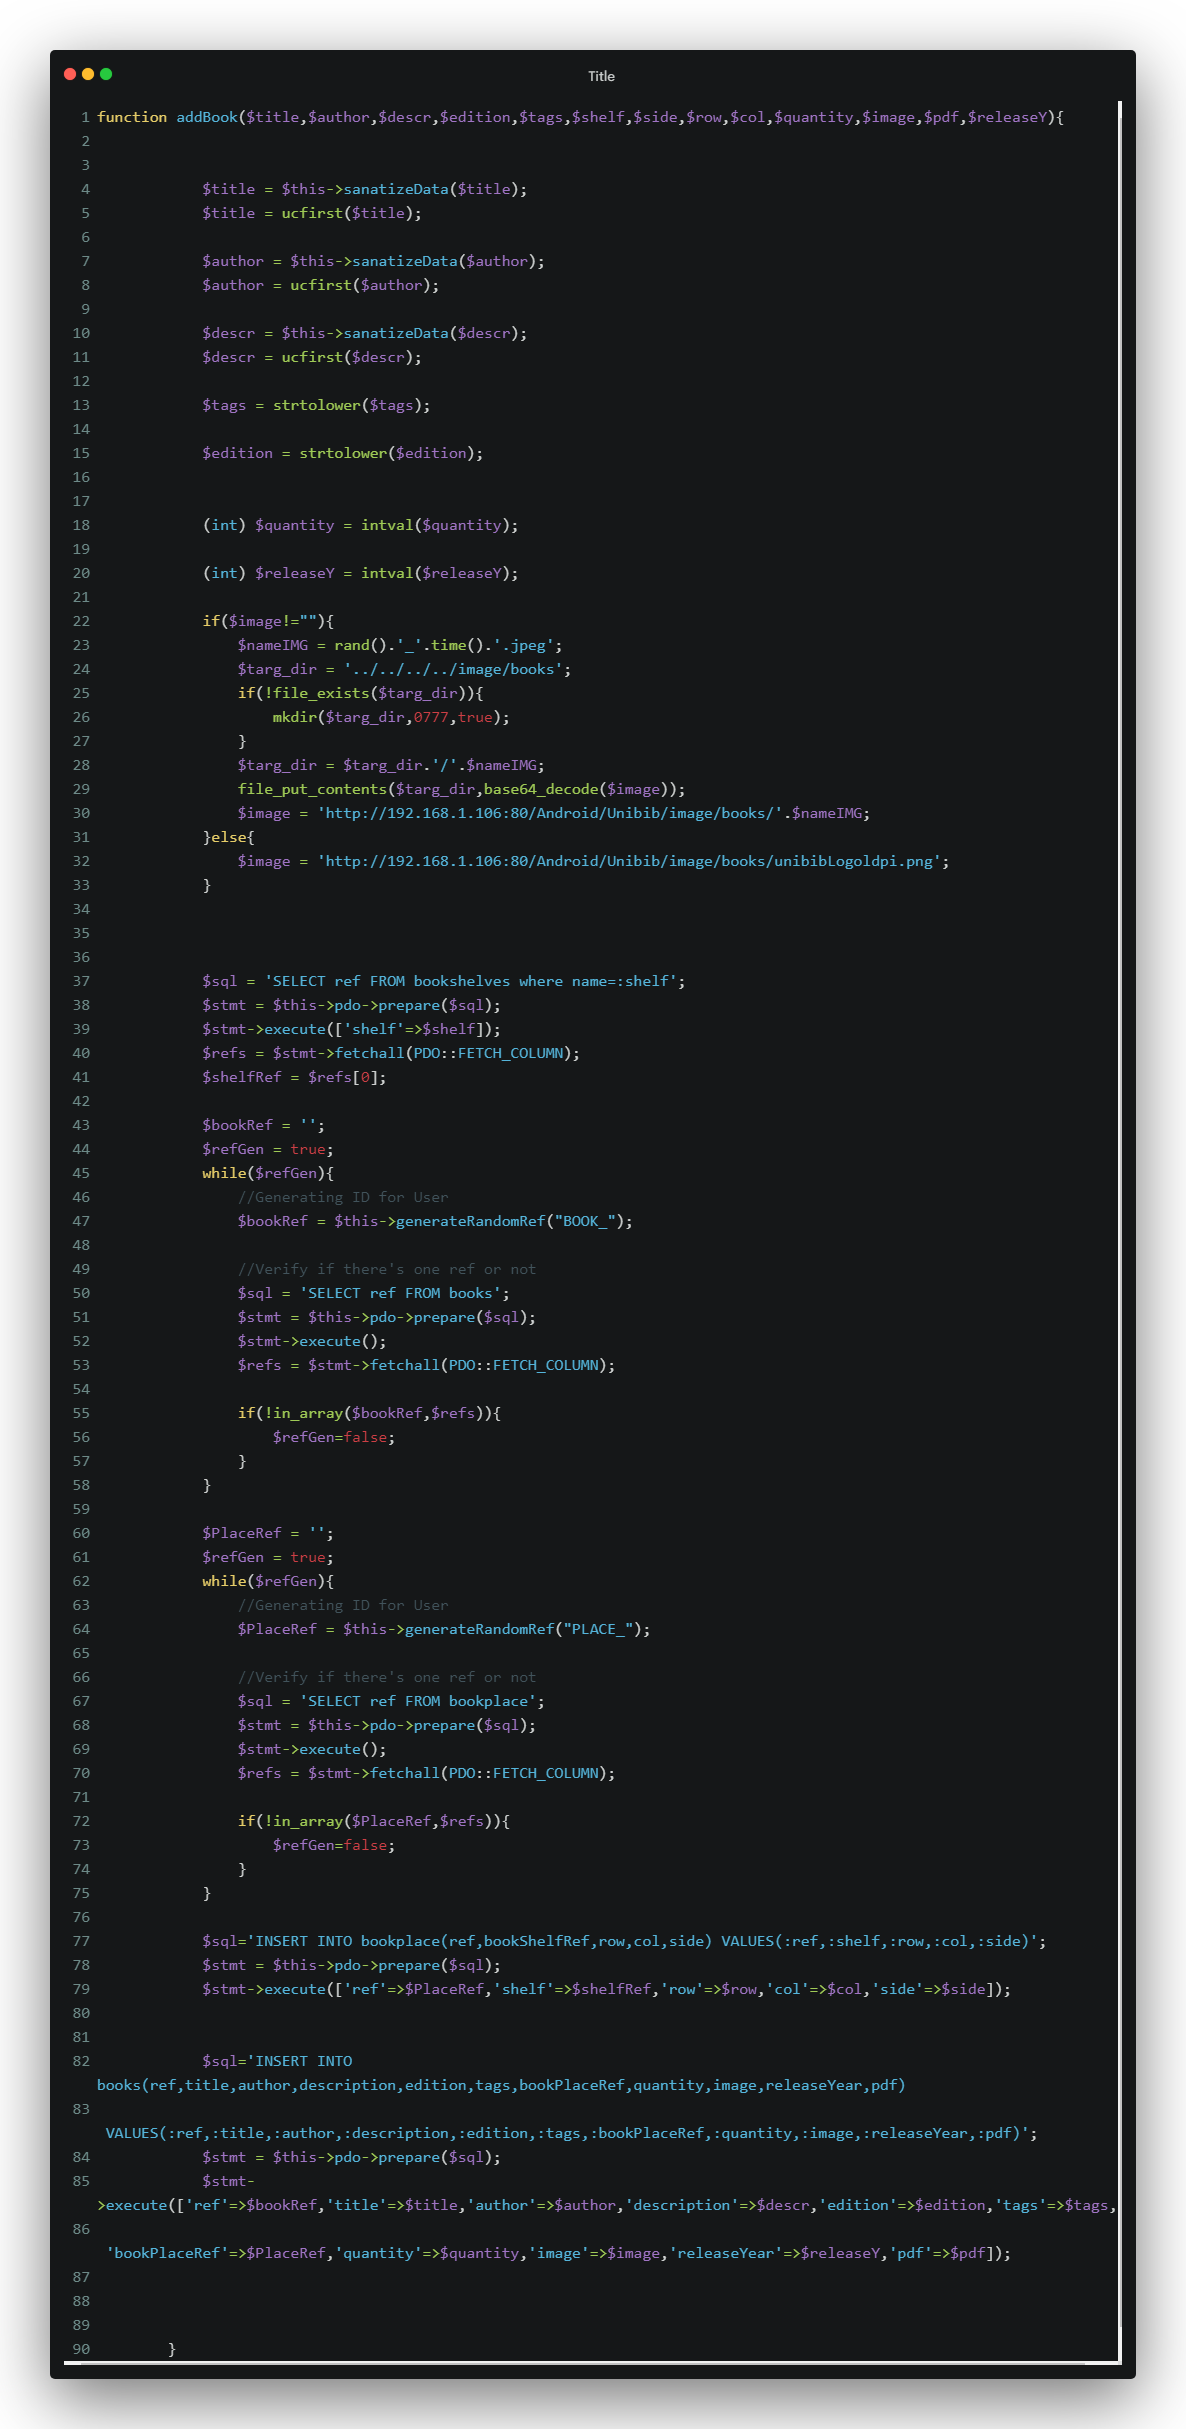 Title
1 function addBook($title,$author,$descr,$edition,$tags,$shelf,$side,$row,$col,$quantity,$image,$pdf,$releaseY){
2
3
4 $title = $this->sanatizeData($title);
5 $title = ucfirst($title);
6
7 $author = $this->sanatizeData($author);
8 $author = ucfirst($author);
9
10 $descr = $this->sanatizeData($descr);
11 $descr = ucfirst($descr);
12
13 $tags = strtolower($tags);
14
15 $edition = strtolower($edition);
16
17
18 (int) $quantity = intval($quantity);
19
20 (int) $releaseY = intval($releaseY);
21
22 if($image!=""){
23 $nameIMG = rand().'_'.time().'.jpeg';
24 $targ_dir = '../../../../image/books';
25 if(!file_exists($targ_dir)){
26 mkdir($targ_dir,0777,true);
27 }
28 $targ_dir = $targ_dir.'/'.$nameIMG;
29 file_put_contents($targ_dir,base64_decode($image));
30 $image = 'http://192.168.1.106:80/Android/Unibib/image/books/'.$nameIMG;
31 }else{
32 $image = 'http://192.168.1.106:80/Android/Unibib/image/books/unibibLogoldpi.png';
33 }
34
35
36
37 $sql = 'SELECT ref FROM bookshelves where name=:shelf';
38 $stmt = $this->pdo->prepare($sql);
39 $stmt->execute(['shelf'=>$shelf]);
40 $refs = $stmt->fetchall(PDO::FETCH_COLUMN);
41 $shelfRef = $refs[0];
42
43 $bookRef = '';
44 $refGen = true;
45 while($refGen){
46 //Generating ID for User
47 $bookRef = $this->generateRandomRef("BOOK_");
48
49 //Verify if there's one ref or not
50 $sql = 'SELECT ref FROM books';
51 $stmt = $this->pdo->prepare($sql);
52 $stmt->execute();
53 $refs = $stmt->fetchall(PDO::FETCH_COLUMN);
54
55 if(!in_array($bookRef,$refs)){
56 $refGen=false;
57 }
58 }
59
60 $PlaceRef = '';
61 $refGen = true;
62 while($refGen){
63 //Generating ID for User
64 $PlaceRef = $this->generateRandomRef("PLACE_");
65
66 //Verify if there's one ref or not
67 $sql = 'SELECT ref FROM bookplace';
68 $stmt = $this->pdo->prepare($sql);
69 $stmt->execute();
70 $refs = $stmt->fetchall(PDO::FETCH_COLUMN);
71
72 if(!in_array($PlaceRef,$refs)){
73 $refGen=false;
74 }
75 }
76
77 $sql='INSERT INTO bookplace(ref,bookShelfRef,row,col,side) VALUES(:ref,:shelf,:row,:col,:side)';
78 $stmt = $this->pdo->prepare($sql);
79 $stmt->execute(['ref'=>$PlaceRef,'shelf'=>$shelfRef,'row'=>$row,'col'=>$col,'side'=>$side]);
80
81
82 $sql='INSERT INTO
books(ref,title,author,description,edition,tags,bookPlaceRef,quantity,image,releaseYear,pdf)
83
VALUES(:ref,:title,:author,:description,:edition,:tags,:bookPlaceRef,:quantity,:image,:releaseYear,:pdf)';
84 $stmt = $this->pdo->prepare($sql);
85 $stmt-
>execute(['ref'=>$bookRef,'title'=>$title,'author'=>$author,'description'=>$descr,'edition'=>$edition,'tags'=>$tags,
86
'bookPlaceRef'=>$PlaceRef,'quantity'=>$quantity,'image'=>$image,'releaseYear'=>$releaseY,'pdf'=>$pdf]);
87
88
89
90 }